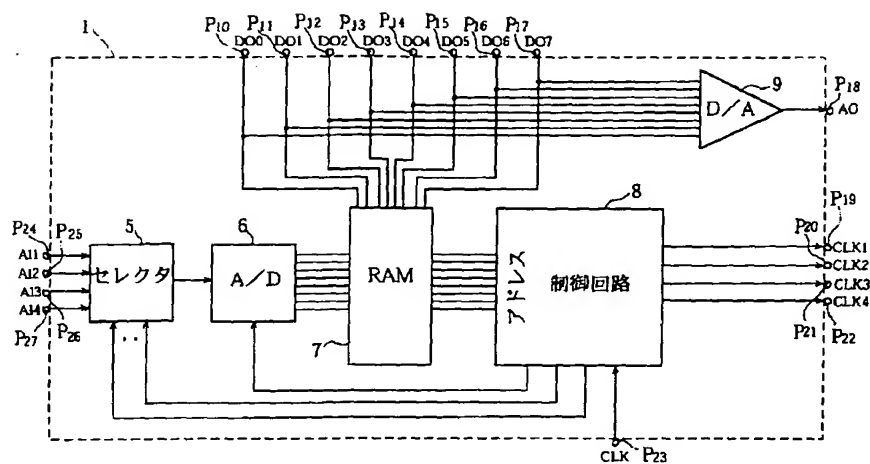 1
P10 P11 P12 P13 P14 P15 P16 P17
DO0 DO1 DO2 DO3 DO4 DO5 DO6 DO7
9
D/A
P18
AO
P24
P25
AI1
AI2
AI3
AI4
P26
P27
5
セレクタ
6
A/D
7
RAM
8
アドレス
制御回路
P19
CLK1
P20
CLK2
CLK3
P21
CLK4
P22
CLK
P23